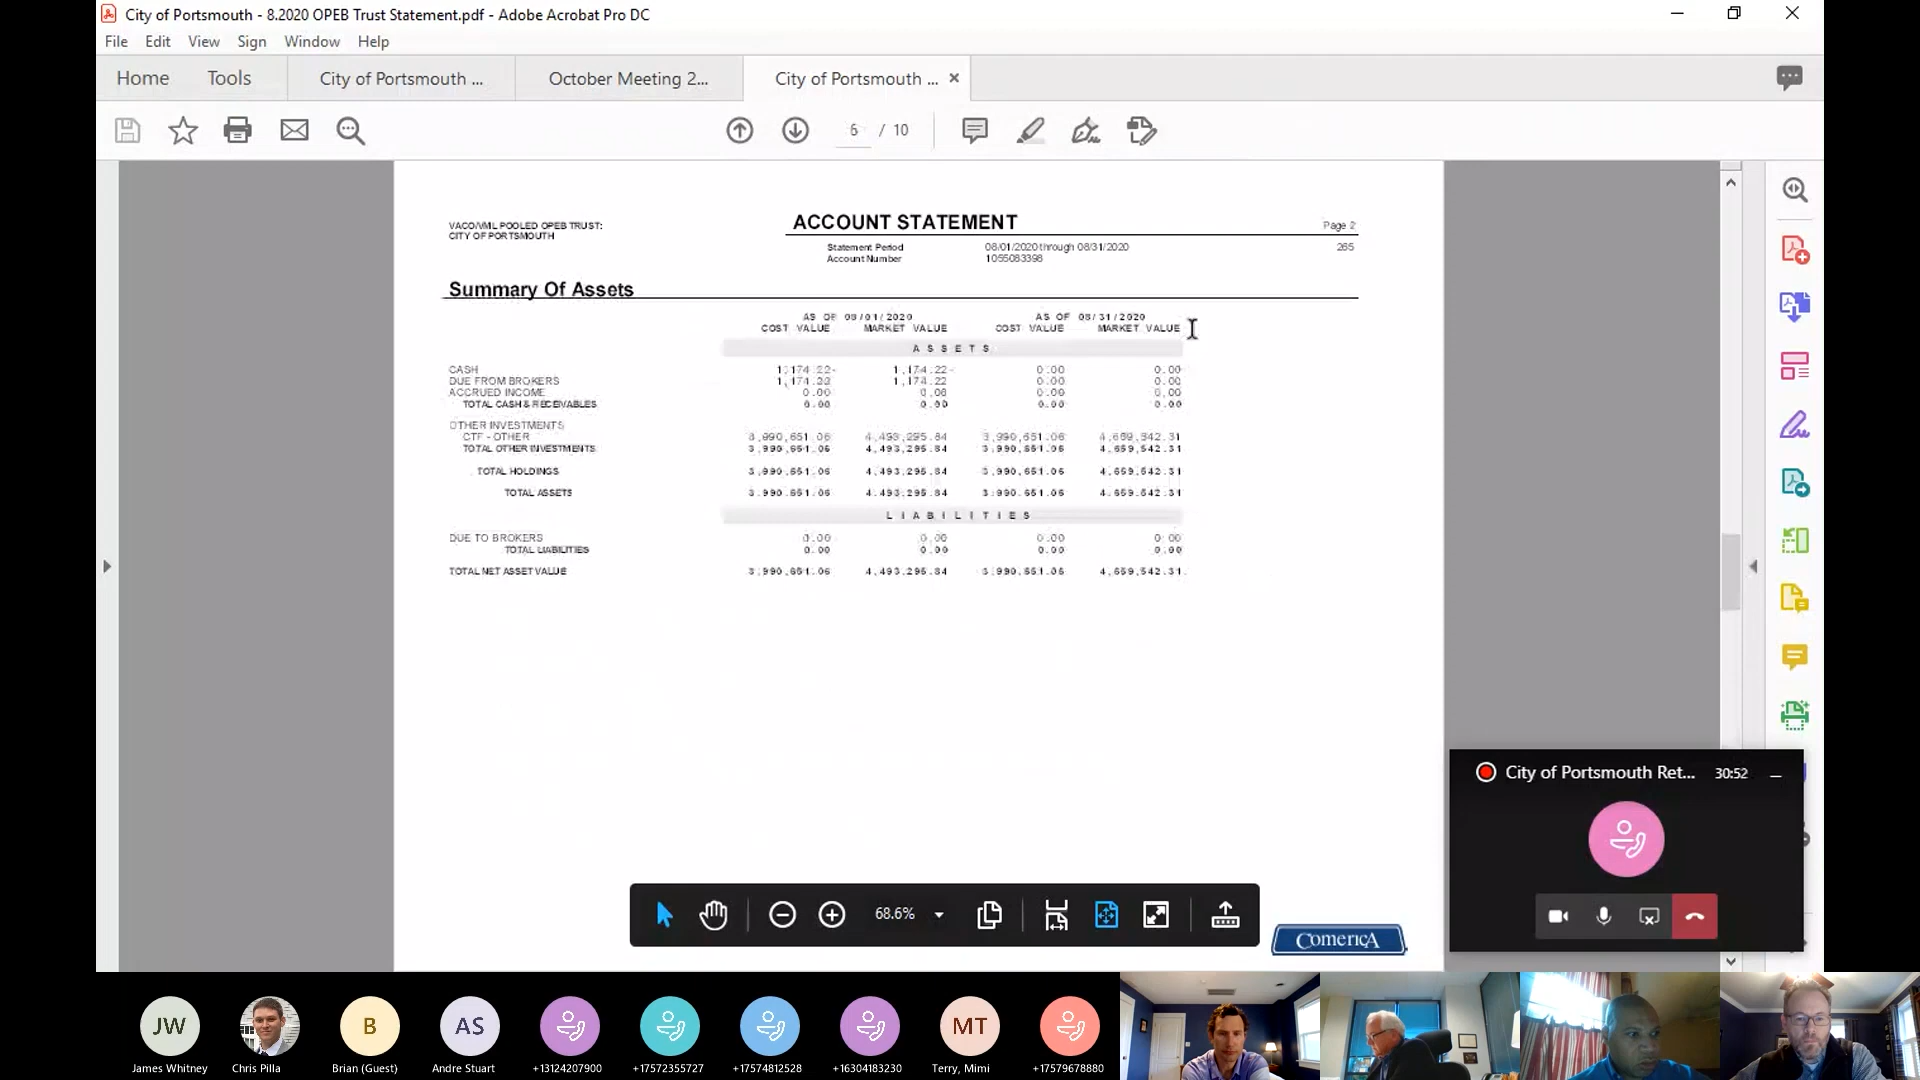 City of Portsmouth - 8.2020 OPEB Trust Statement.pdf - Adobe Acrobat Pro DC
File Edit View Sign Window Help
Home Tools City of Portsmouth ... October Meeting 2... City of Portsmouth ...
6 / 10
VACO/VML POOLED OPEB TRUST:
CITY OF PORTSMOUTH
ACCOUNT STATEMENT
Page 2
Statement Period 08/01/2020 through 08/31/2020 265
Account Number 1055083398
Summary Of Assets
AS OF 08/01/2020 AS OF 08/31/2020
COST VALUE MARKET VALUE COST VALUE MARKET VALUE
ASSETS
CASH 1,174.22- 1,174.22- 0.00 0.00
DUE FROM BROKERS 1,174.22 1,174.22 0.00 0.00
ACCRUED INCOME 0.00 0.00 0.00 0.00
TOTAL CASH & RECEIVABLES 0.00 0.00 0.00 0.00
OTHER INVESTMENTS
CTF - OTHER 3,990,651.06 4,493,295.84 3,990,651.06 4,659,542.31
TOTAL OTHER INVESTMENTS 3,990,651.06 4,493,295.84 3,990,651.06 4,659,542.31
TOTAL HOLDINGS 3,990,651.06 4,493,295.84 3,990,651.06 4,659,542.31
TOTAL ASSETS 3,990,651.06 4,493,295.84 3,990,651.06 4,659,542.31
LIABILITIES
DUE TO BROKERS 0.00 0.00 0.00 0.00
TOTAL LIABILITIES 0.00 0.00 0.00 0.00
TOTAL NET ASSET VALUE 3,990,651.06 4,493,295.84 3,990,651.06 4,659,542.31
City of Portsmouth Ret... 30:52
68.6%
ComericA
JW B AS MT
James Whitney Chris Pilla Brian (Guest) Andre Stuart +13124207900 +17572355727 +17574812528 +16304183230 Terry, Mimi +17579678880